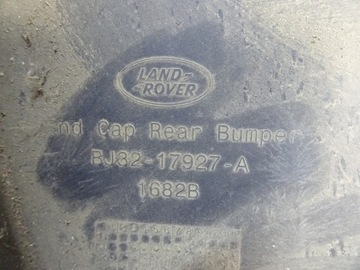 LAND-
ROVER
nd Cap Rear Bumper
BJ32-17927-A
1682B